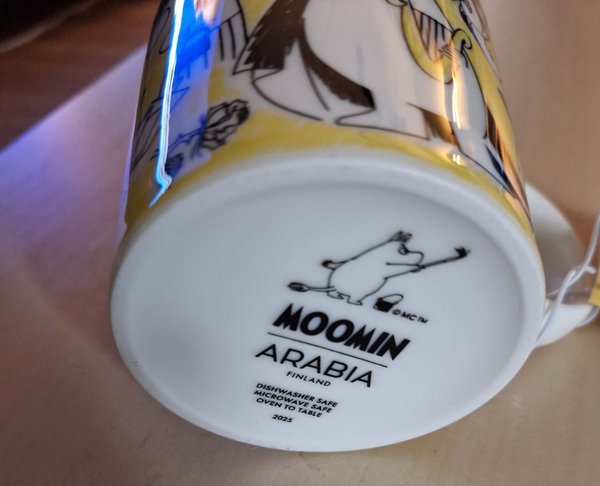 ©MC™
MOOMIN
ARABIA
FINLAND
DISHWASHER SAFE
MICROWAVE SAFE
OVEN TO TABLE
2025